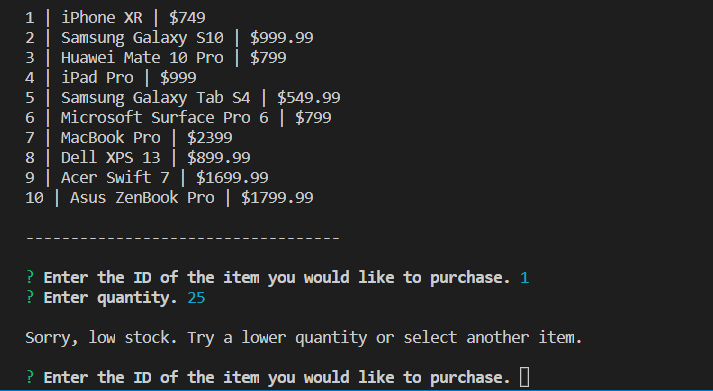 1 | iPhone XR | $749
2 | Samsung Galaxy S10 | $999.99
3 | Huawei Mate 10 Pro | $799
4 | iPad Pro | $999
5 | Samsung Galaxy Tab S4 | $549.99
6 | Microsoft Surface Pro 6 | $799
7 | MacBook Pro | $2399
8 | Dell XPS 13 | $899.99
9 | Acer Swift 7 | $1699.99
10 | Asus ZenBook Pro | $1799.99
-----------------------------------
? Enter the ID of the item you would like to purchase. 1
? Enter quantity. 25
Sorry, low stock. Try a lower quantity or select another item.
? Enter the ID of the item you would like to purchase.